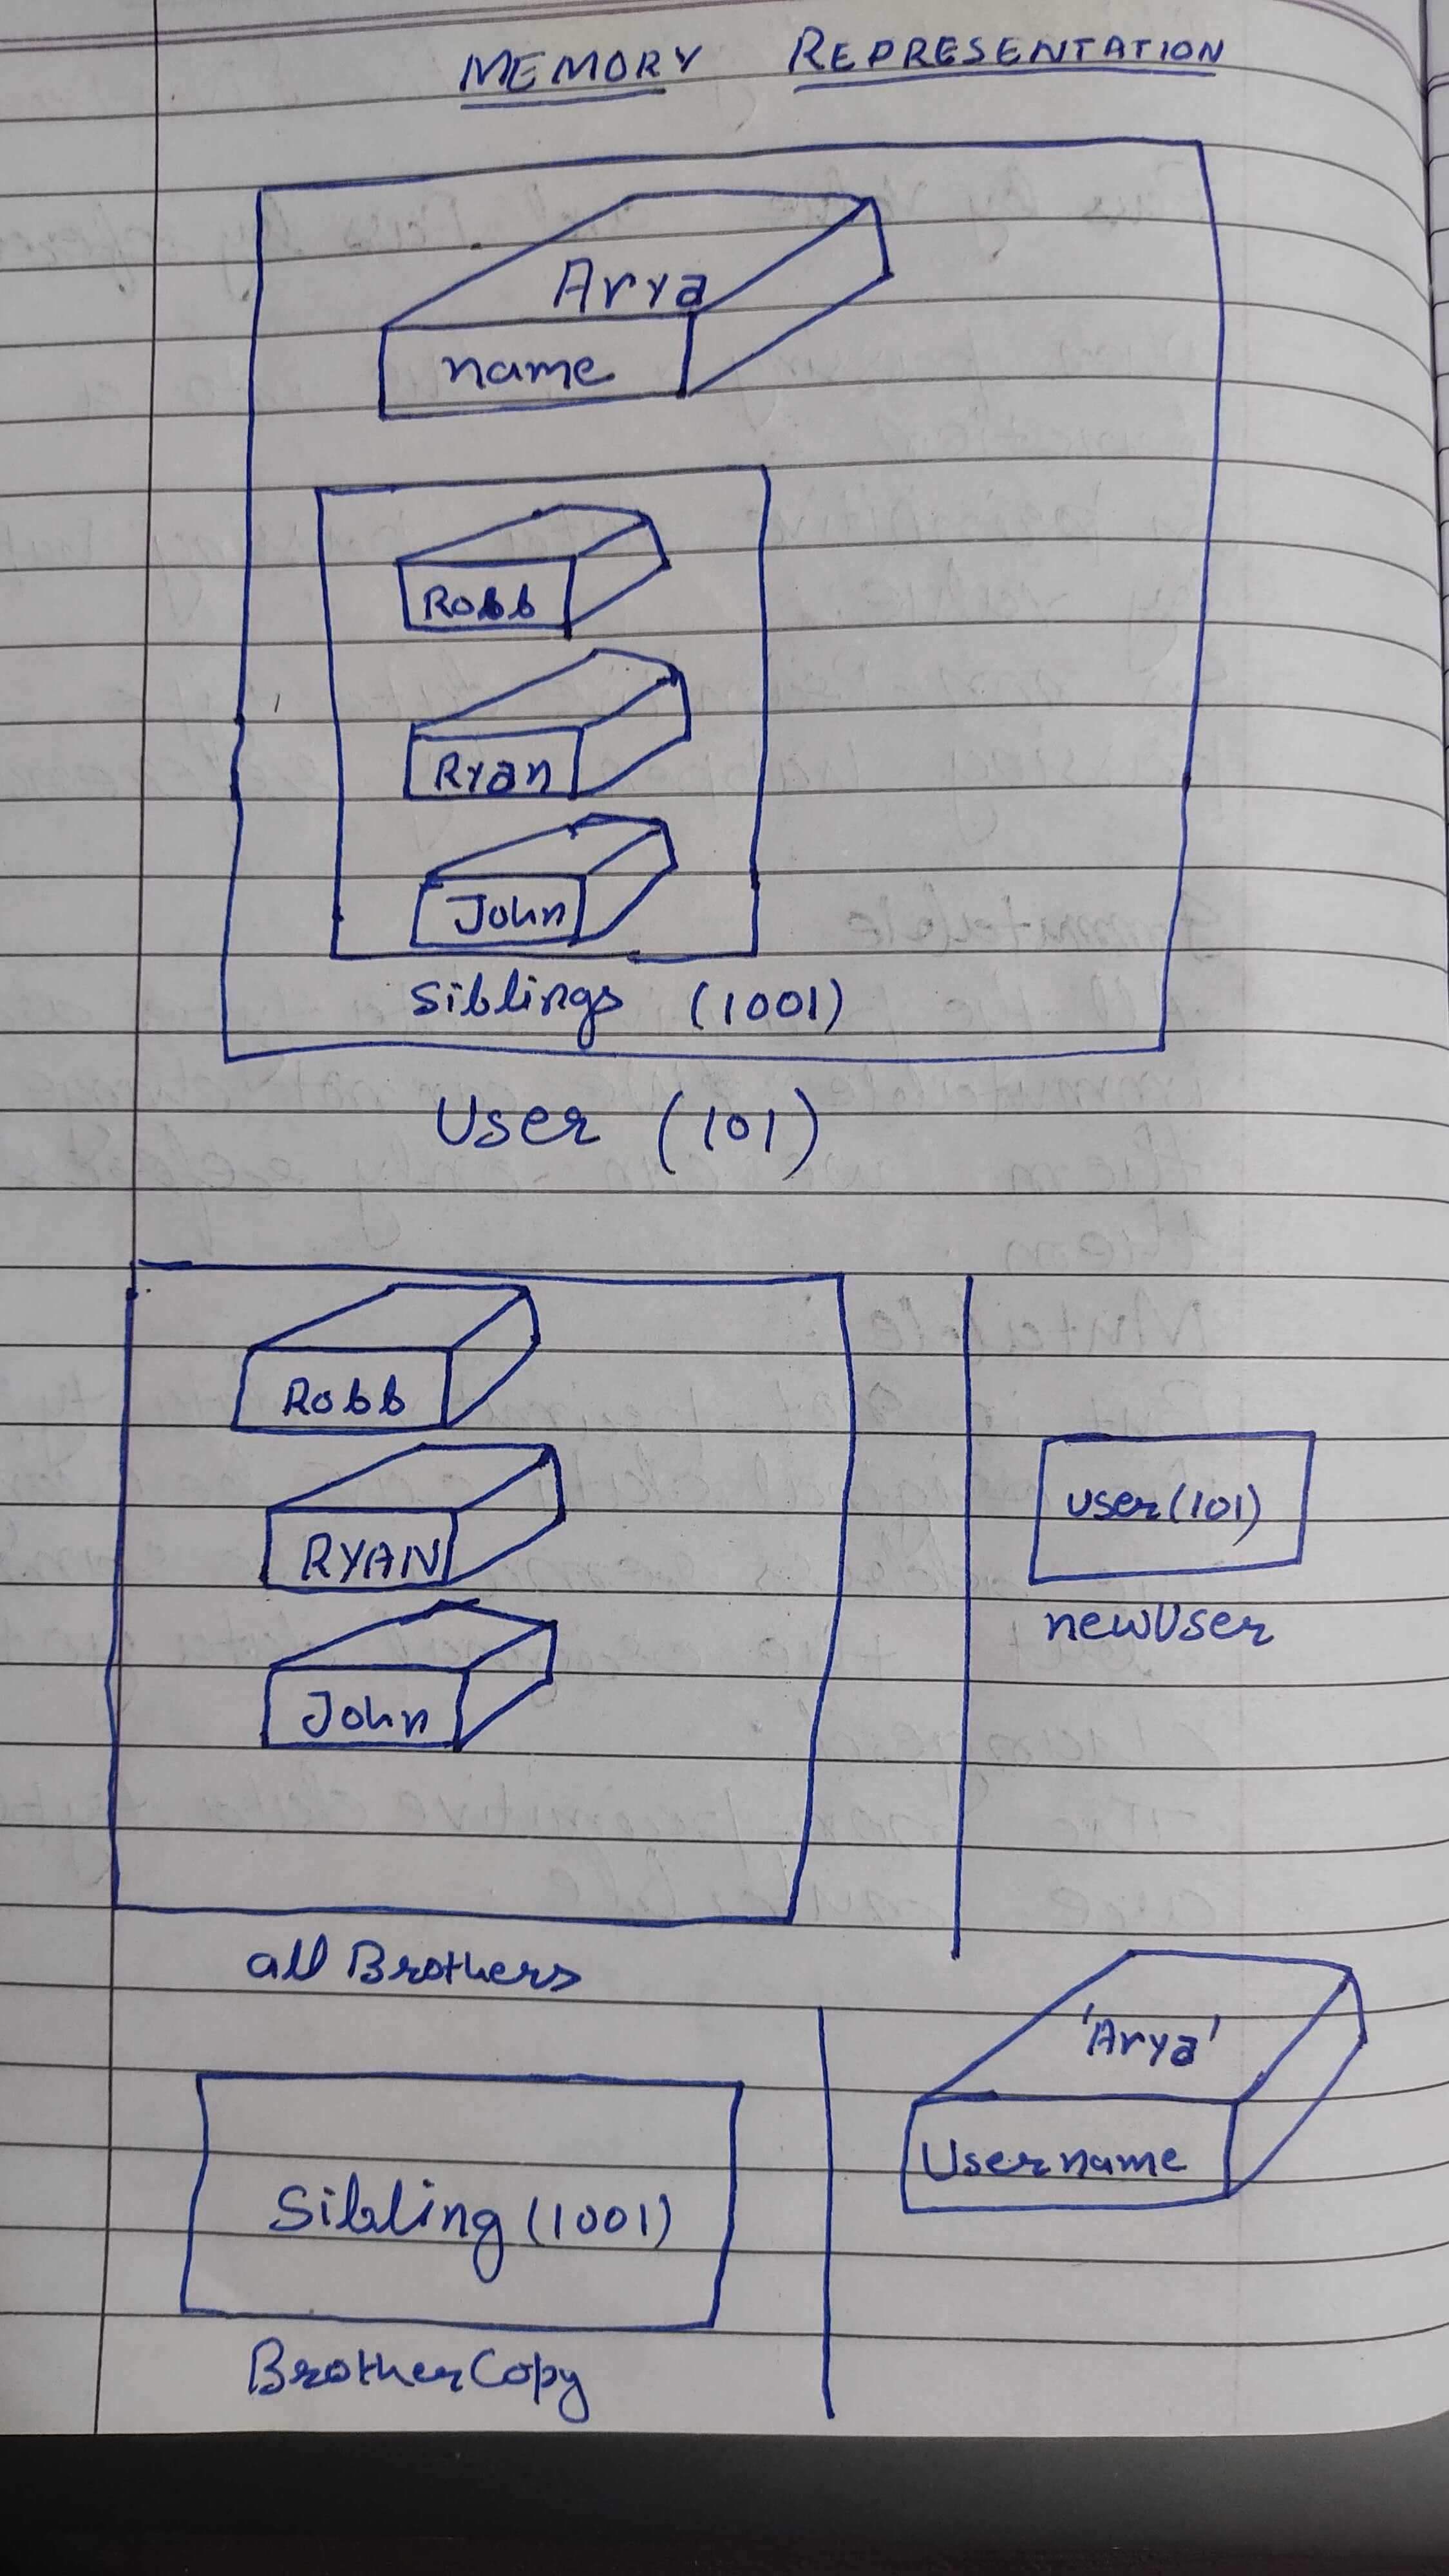 MEMORY REPRESENTATION
Arya
name
Robb
Ryan
John
Siblings (1001)
User (101)
Robb
RYAN
John
all Brothers
user(101)
newUser
Sibling (1001)
BrotherCopy
'Arya'
Username